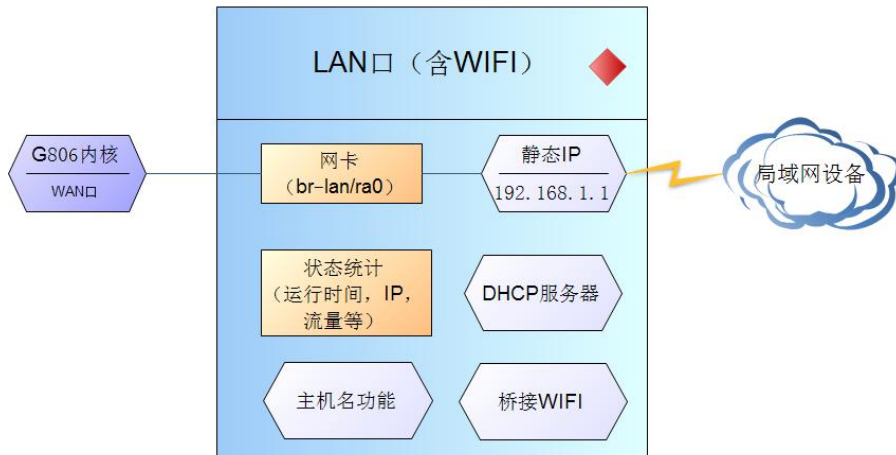 LAN口（含WIFI）
G806内核
WAN口
网卡
（br-lan/ra0）
静态IP
192.168.1.1
局域网设备
状态统计
（运行时间，IP，
流量等）
DHCP服务器
主机名功能
桥接WIFI